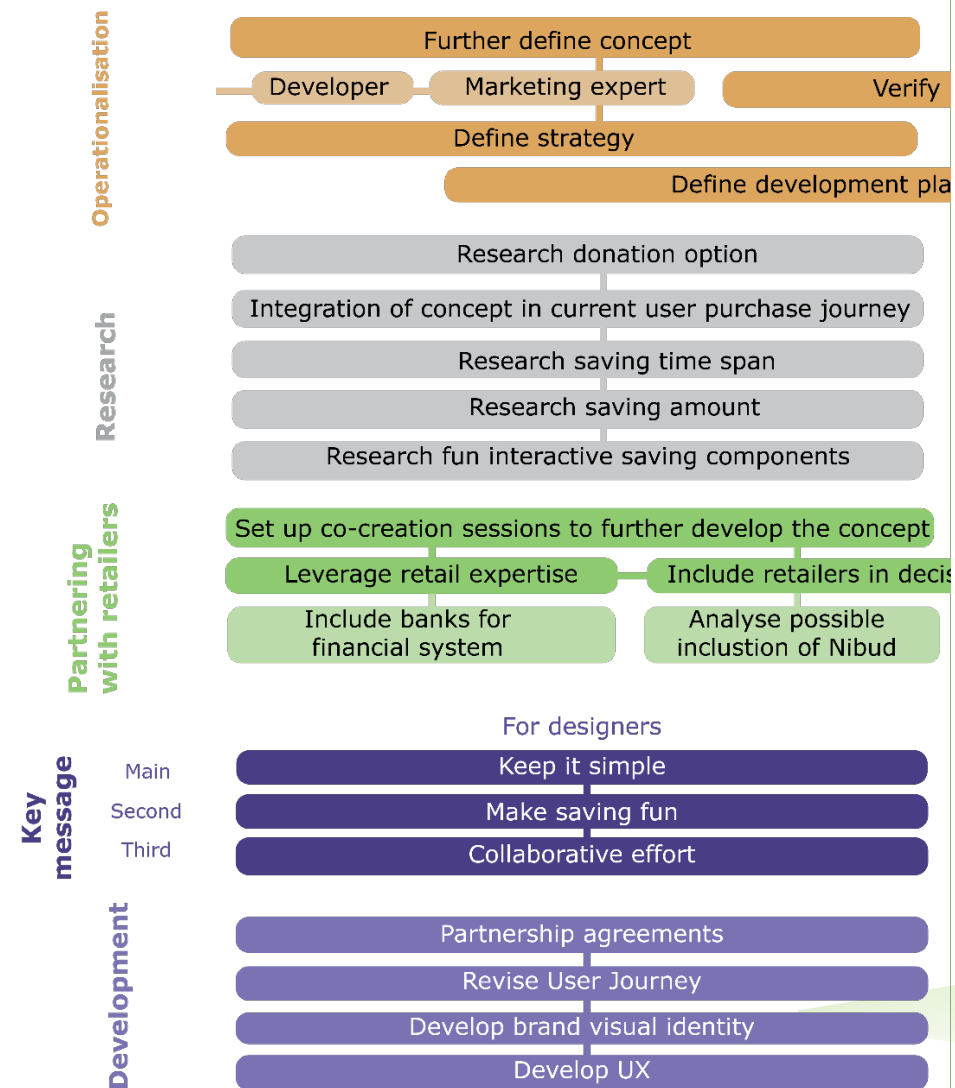 Operationalisation
Further define concept
Developer
Marketing expert
Verify
Define strategy
Define development pla
Research
Research donation option
Integration of concept in current user purchase journey
Research saving time span
Research saving amount
Research fun interactive saving components
Partnering
with retailers
Set up co-creation sessions to further develop the concept
Leverage retail expertise
Include retailers in decis
Include banks for
financial system
Analyse possible
inclustion of Nibud
Key
message
For designers
Main
Keep it simple
Second
Make saving fun
Third
Collaborative effort
Development
Partnership agreements
Revise User Journey
Develop brand visual identity
Develop UX